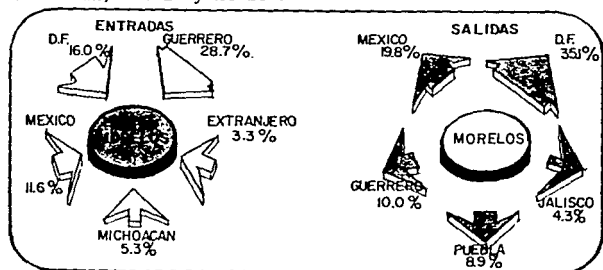 ENTRADAS
D.F.
16.0%
GUERRERO
28.7%
MEXICO
11.6%
EXTRANJERO
3.3%
MICHOACAN
5.3%
SALIDAS
MEXICO
19.8%
D.F.
35.1%
MORELOS
GUERRERO
10.0%
JALISCO
4.3%
PUEBLA
8.9%